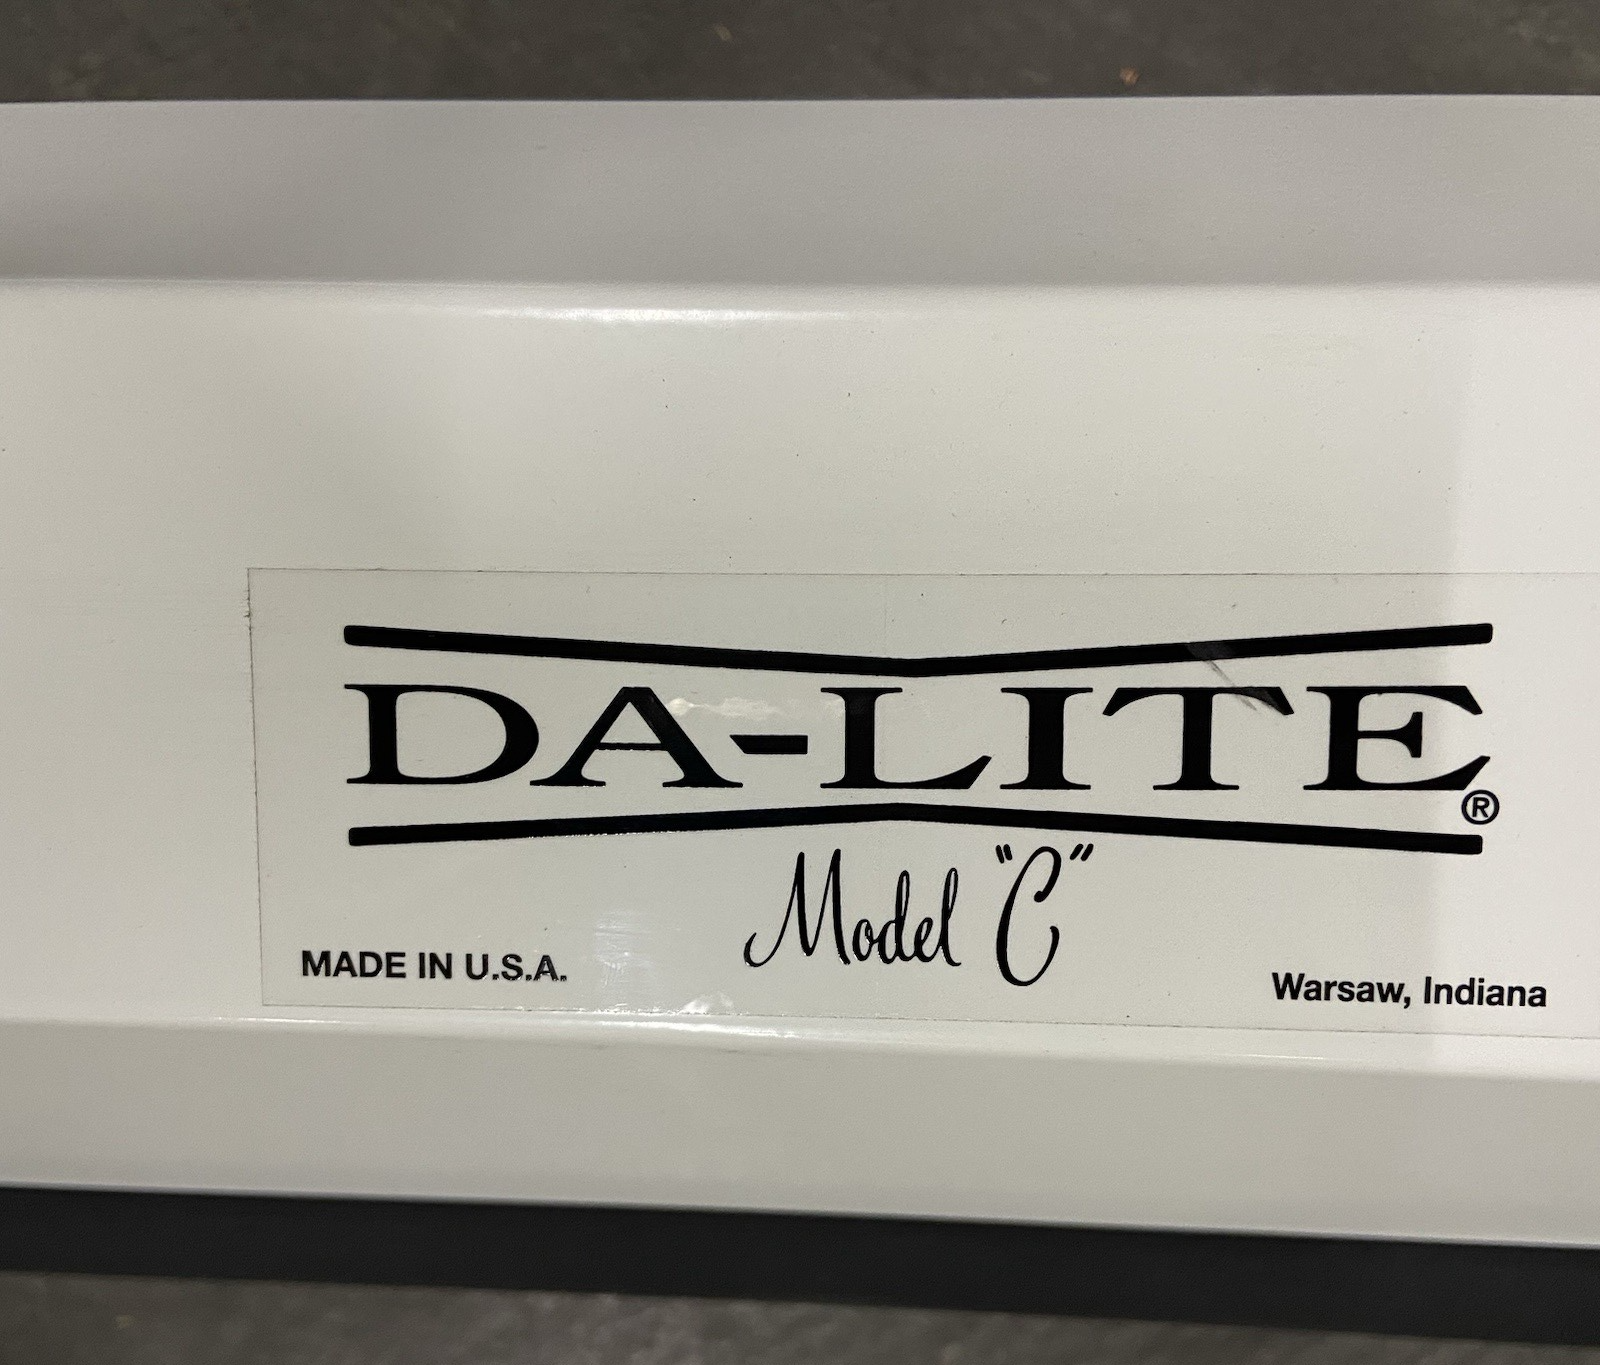 DA-LITE®
Model "C"
MADE IN U.S.A.
Warsaw, Indiana